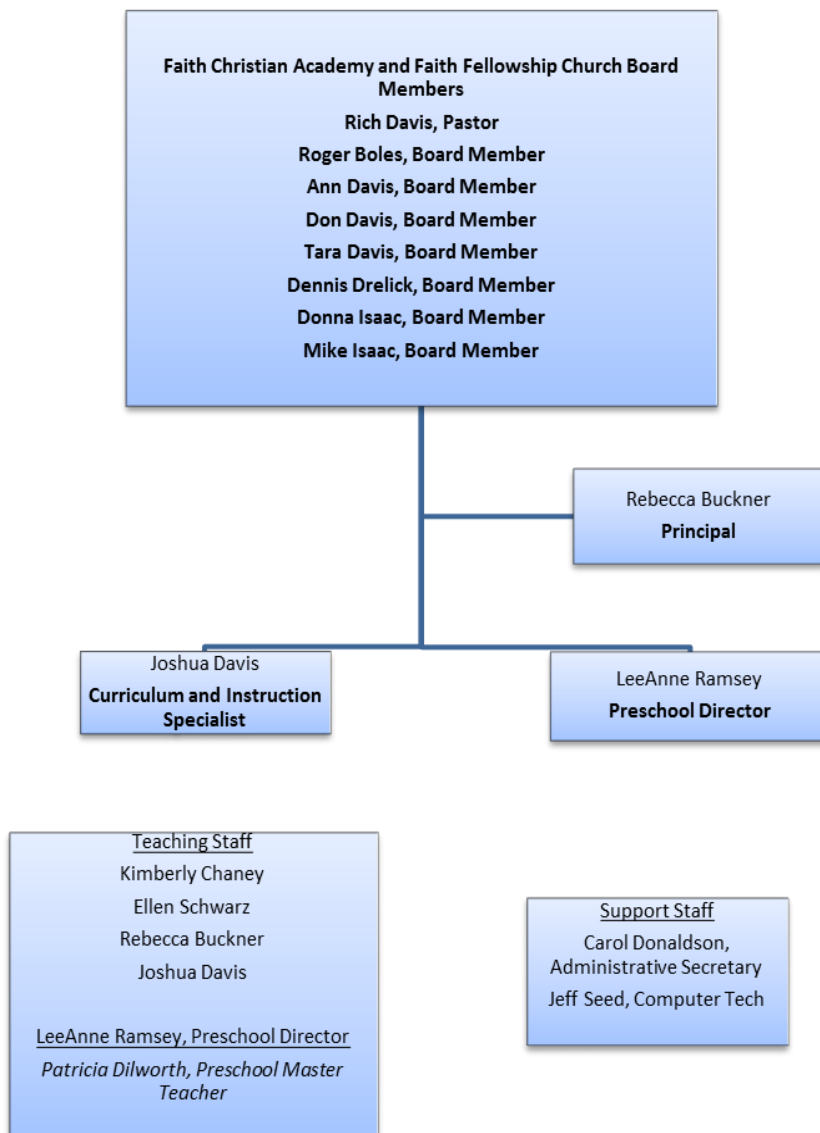 Faith Christian Academy and Faith Fellowship Church Board
Members
Rich Davis, Pastor
Roger Boles, Board Member
Ann Davis, Board Member
Don Davis, Board Member
Tara Davis, Board Member
Dennis Drelick, Board Member
Donna Isaac, Board Member
Mike Isaac, Board Member
Rebecca Buckner
Principal
Joshua Davis
Curriculum and Instruction
Specialist
LeeAnne Ramsey
Preschool Director
Teaching Staff
Kimberly Chaney
Ellen Schwarz
Rebecca Buckner
Joshua Davis
LeeAnne Ramsey, Preschool Director
Patricia Dilworth, Preschool Master
Teacher
Support Staff
Carol Donaldson,
Administrative Secretary
Jeff Seed, Computer Tech